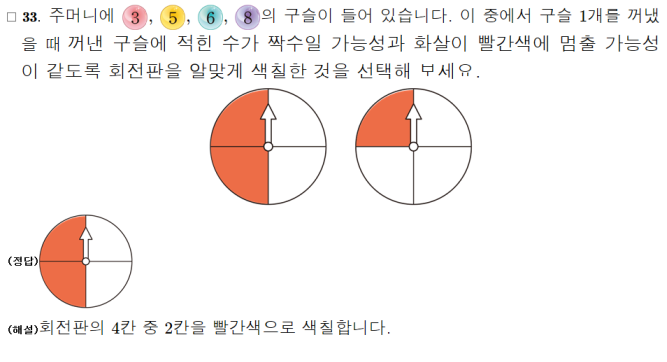 □ 33. 주머니에 3, 5, 6, 8의 구슬이 들어 있습니다. 이 중에서 구슬 1개를 꺼냈
을 때 꺼낸 구슬에 적힌 수가 짝수일 가능성과 화살이 빨간색에 멈출 가능성
이 같도록 회전판을 알맞게 색칠한 것을 선택해 보세요.
(정답)
(해설)회전판의 4칸 중 2칸을 빨간색으로 색칠합니다.